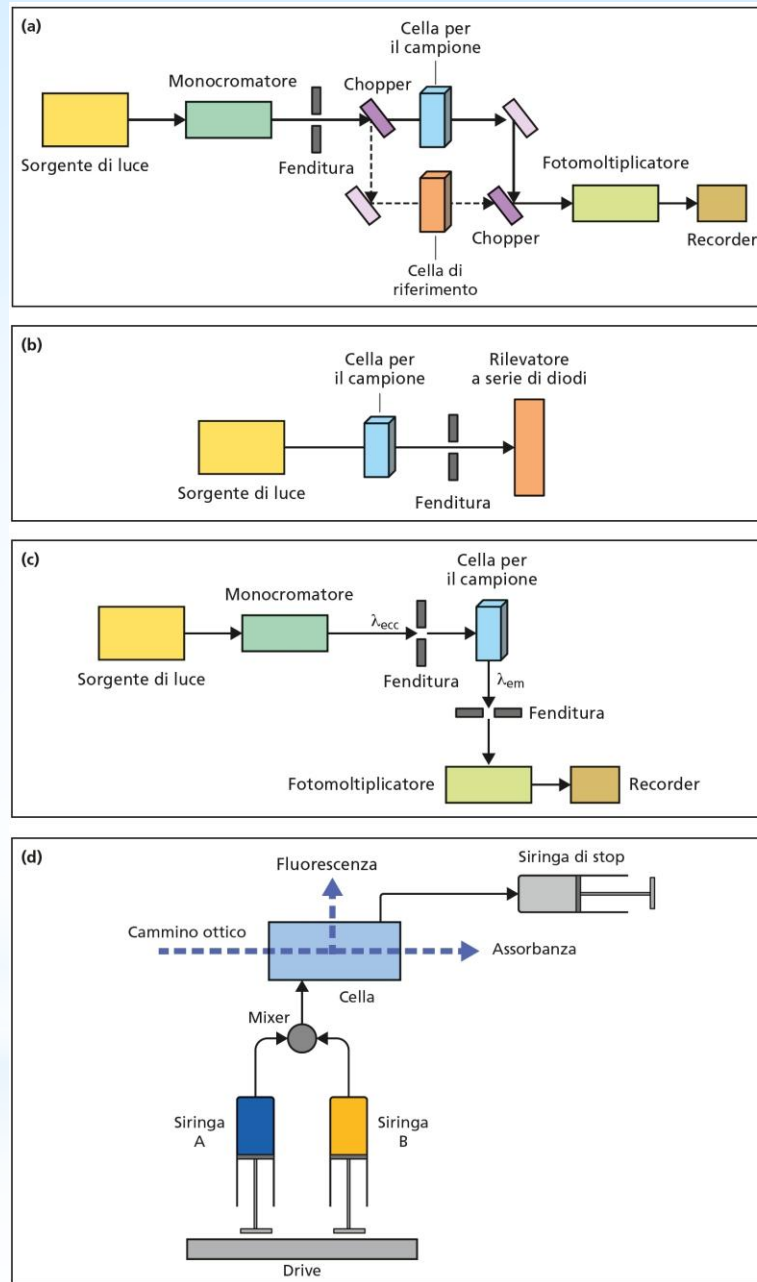 (a)
Cella per
il campione
Monocromatore
Chopper
Sorgente di luce
Fenditura
Fotomoltiplicatore
Chopper
Recorder
Cella di
riferimento
(b)
Cella per
il campione
Rilevatore
a serie di diodi
Sorgente di luce
Fenditura
(c)
Cella per
il campione
Monocromatore
λecc
Sorgente di luce
Fenditura
λem
Fenditura
Fotomoltiplicatore
Recorder
(d)
Siringa di stop
Fluorescenza
Cammino ottico
Assorbanza
Cella
Mixer
Siringa
A
Siringa
B
Drive